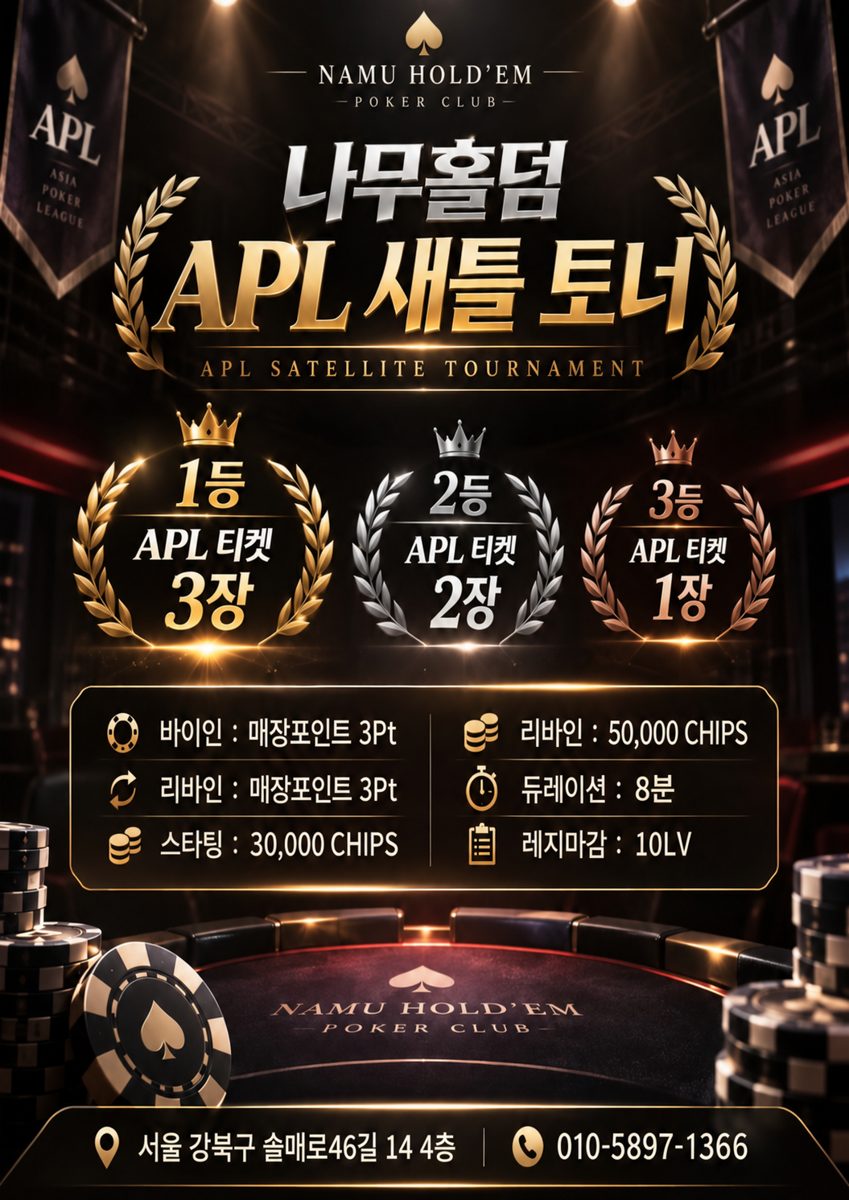 NAMU HOLD'EM
POKER CLUB
APL
ASIA
POKER
LEAGUE
APL
ASIA
POKER
LEAGUE
나무홀덤
APL 새틀 토너
APL SATELLITE TOURNAMENT
1등
APL 티켓
3장
2등
APL 티켓
2장
3등
APL 티켓
1장
바이인 : 매장포인트 3Pt
리바인 : 매장포인트 3Pt
스타팅 : 30,000 CHIPS
리바인 : 50,000 CHIPS
듀레이션 : 8분
레지마감 : 10LV
NAMU HOLD'EM
POKER CLUB
서울 강북구 솔매로46길 14 4층
010-5897-1366